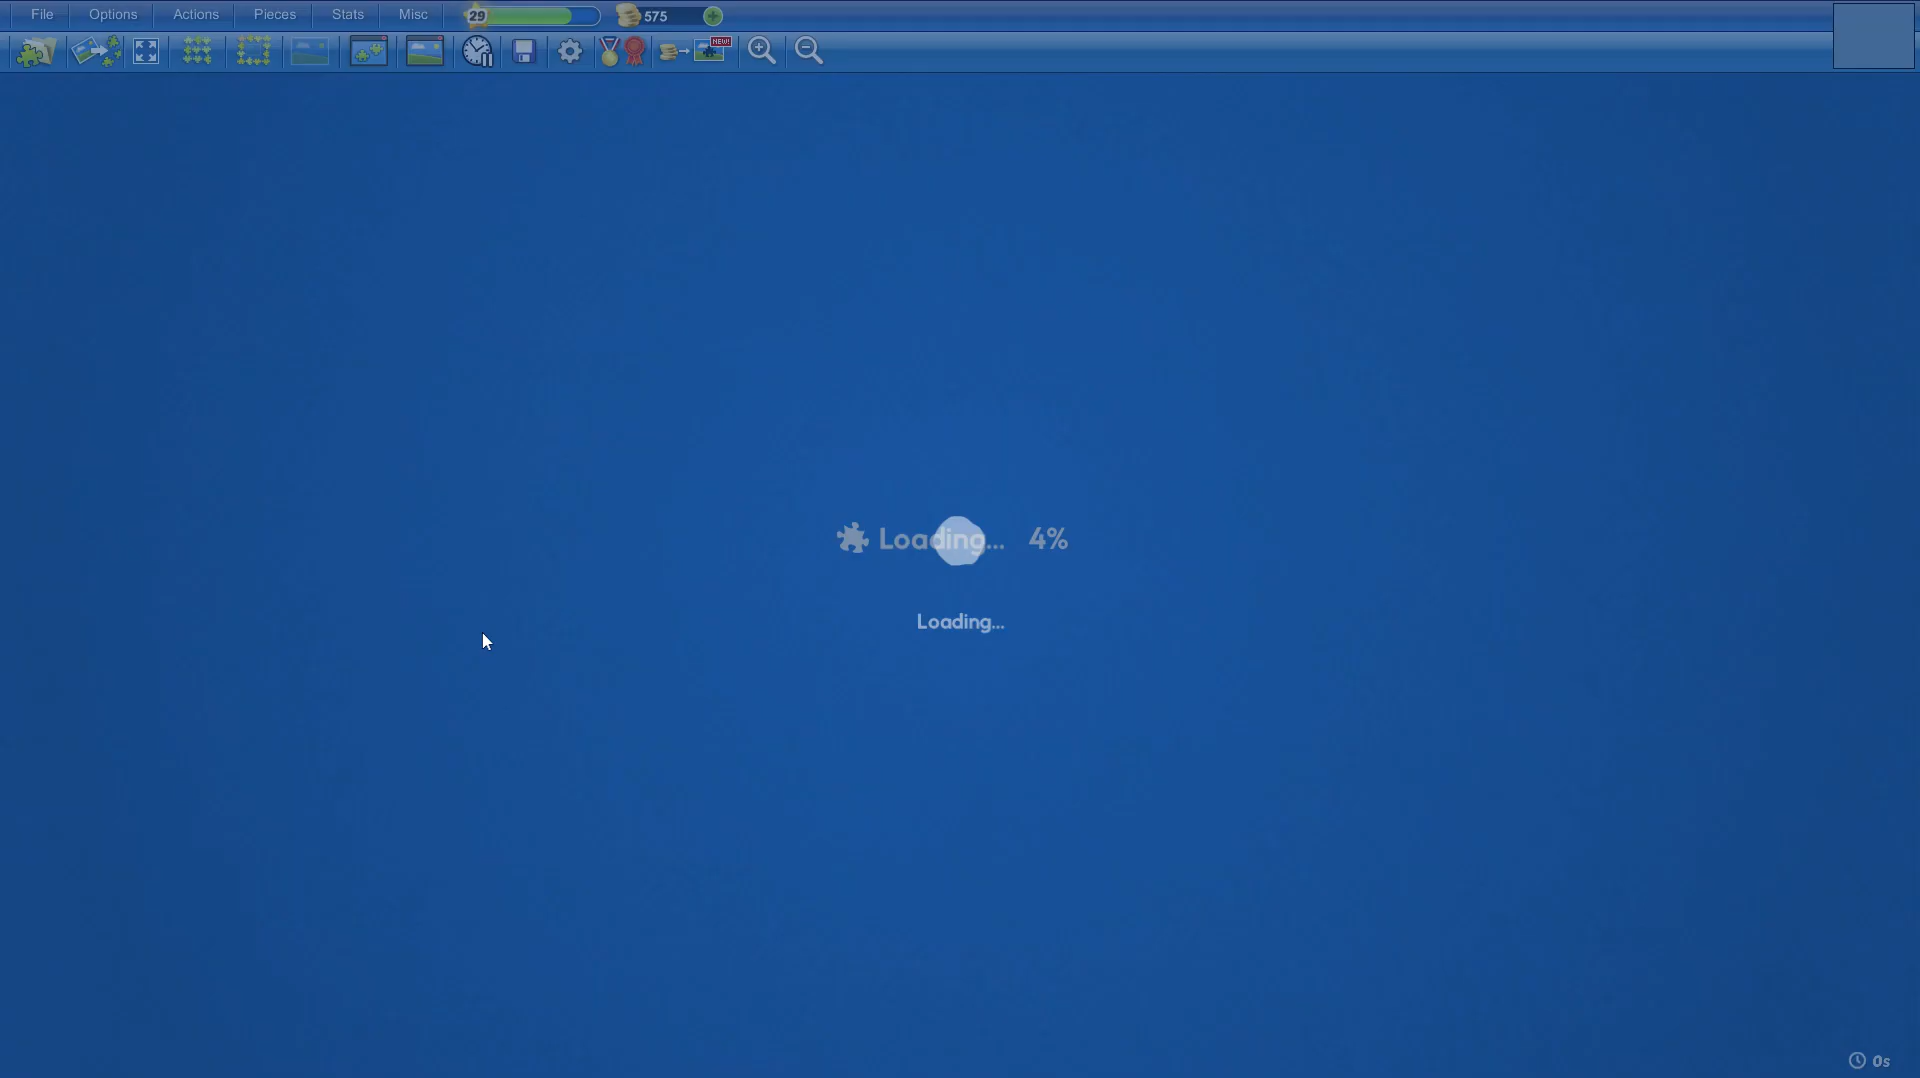 File Options Actions Pieces Stats Misc 29 575
NEW!
Loading... 4%
Loading...
0s